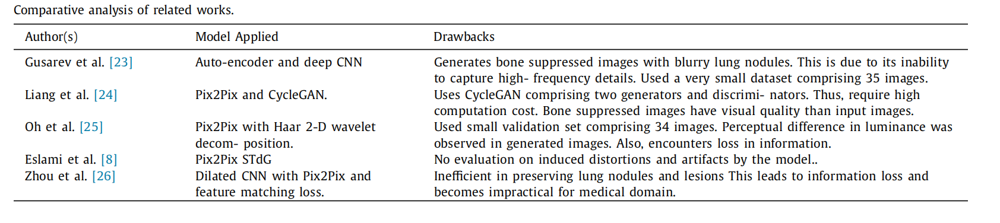 Comparative analysis of related works.
Author(s) Model Applied Drawbacks
Gusarev et al. [23] Auto-encoder and deep CNN Generates bone suppressed images with blurry lung nodules. This is due to its inability
to capture high- frequency details. Used a very small dataset comprising 35 images.
Liang et al. [24] Pix2Pix and CycleGAN. Uses CycleGAN comprising two generators and discrimi- nators. Thus, require high
computation cost. Bone suppressed images have visual quality than input images.
Oh et al. [25] Pix2Pix with Haar 2-D wavelet Used small validation set comprising 34 images. Perceptual difference in luminance was
decom- position. observed in generated images. Also, encounters loss in information.
Eslami et al. [8] Pix2Pix STdG No evaluation on induced distortions and artifacts by the model..
Zhou et al. [26] Dilated CNN with Pix2Pix and Inefficient in preserving lung nodules and lesions This leads to information loss and
feature matching loss. becomes impractical for medical domain.